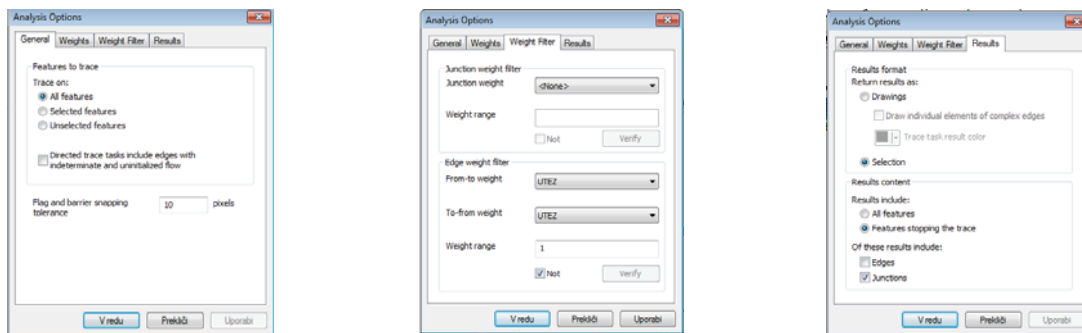 Analysis Options
General Weights Weight Filter Results
Features to trace
Trace on:
All features
Selected features
Unselected features
Directed trace tasks include edges with
indeterminate and uninitialized flow
Flag and barrier snapping
tolerance
10 pixels
V redu Prekliči Uporabi
Analysis Options
General Weights Weight Filter Results
Junction weight filter
Junction weight <None>
Weight range
Not Verify
Edge weight filter
From-to weight UTEZ
To-from weight UTEZ
Weight range 1
Not Verify
V redu Prekliči Uporabi
Analysis Options
General Weights Weight Filter Results
Results format
Return results as:
Drawings
Draw individual elements of complex edges
Trace task result color
Selection
Results content
Results include:
All features
Features stopping the trace
Of these results include:
Edges
Junctions
V redu Prekliči Uporabi